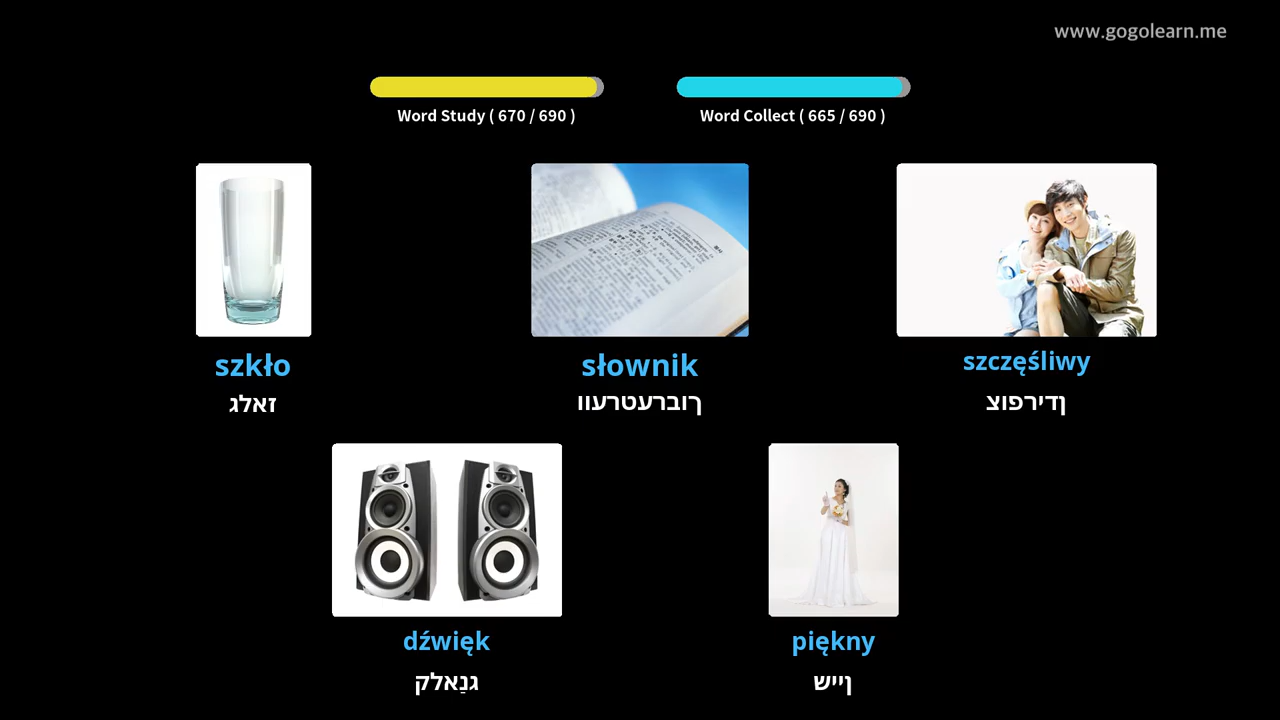 www.gogolearn.me
Word Study ( 670 / 690 )
Word Collect ( 665 / 690 )
szkło
גלאז
słownik
ווערטערבוך
szczęśliwy
צופרידן
dźwięk
קלאַנג
piękny
שיין